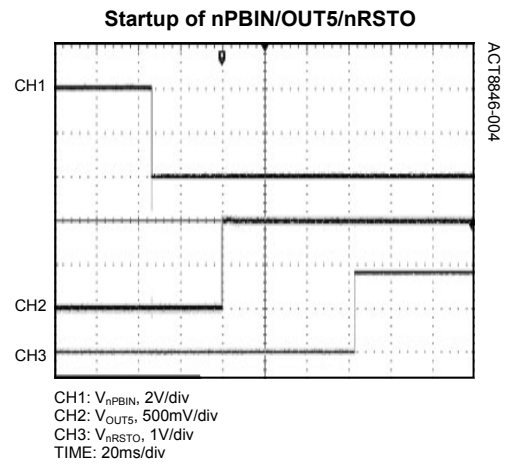 Startup of nPBIN/OUT5/nRSTO
CH1
CH2
CH3
ACT8846-004
CH1: VnPBIN, 2V/div
CH2: VOUT5, 500mV/div
CH3: VnRSTO, 1V/div
TIME: 20ms/div